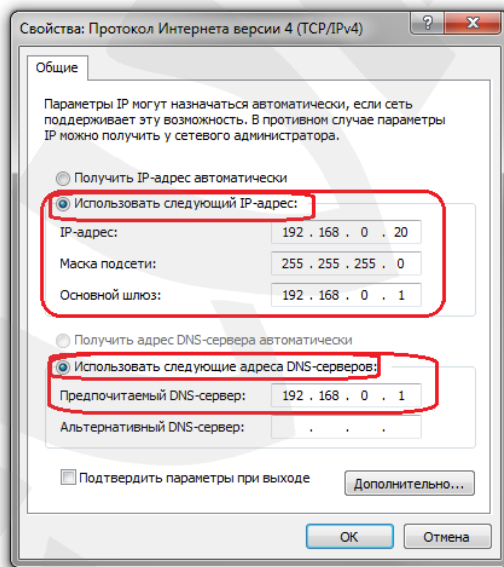 Свойства: Протокол Интернета версии 4 (TCP/IPv4)
Общие
Параметры IP могут назначаться автоматически, если сеть
поддерживает эту возможность. В противном случае параметры
IP можно получить у сетевого администратора.
Получить IP-адрес автоматически
Использовать следующий IP-адрес:
IP-адрес: 192 . 168 . 0 . 20
Маска подсети: 255 . 255 . 255 . 0
Основной шлюз: 192 . 168 . 0 . 1
Получить адрес DNS-сервера автоматически
Использовать следующие адреса DNS-серверов:
Предпочитаемый DNS-сервер: 192 . 168 . 0 . 1
Альтернативный DNS-сервер: . . .
Подтвердить параметры при выходе
Дополнительно...
OK Отмена